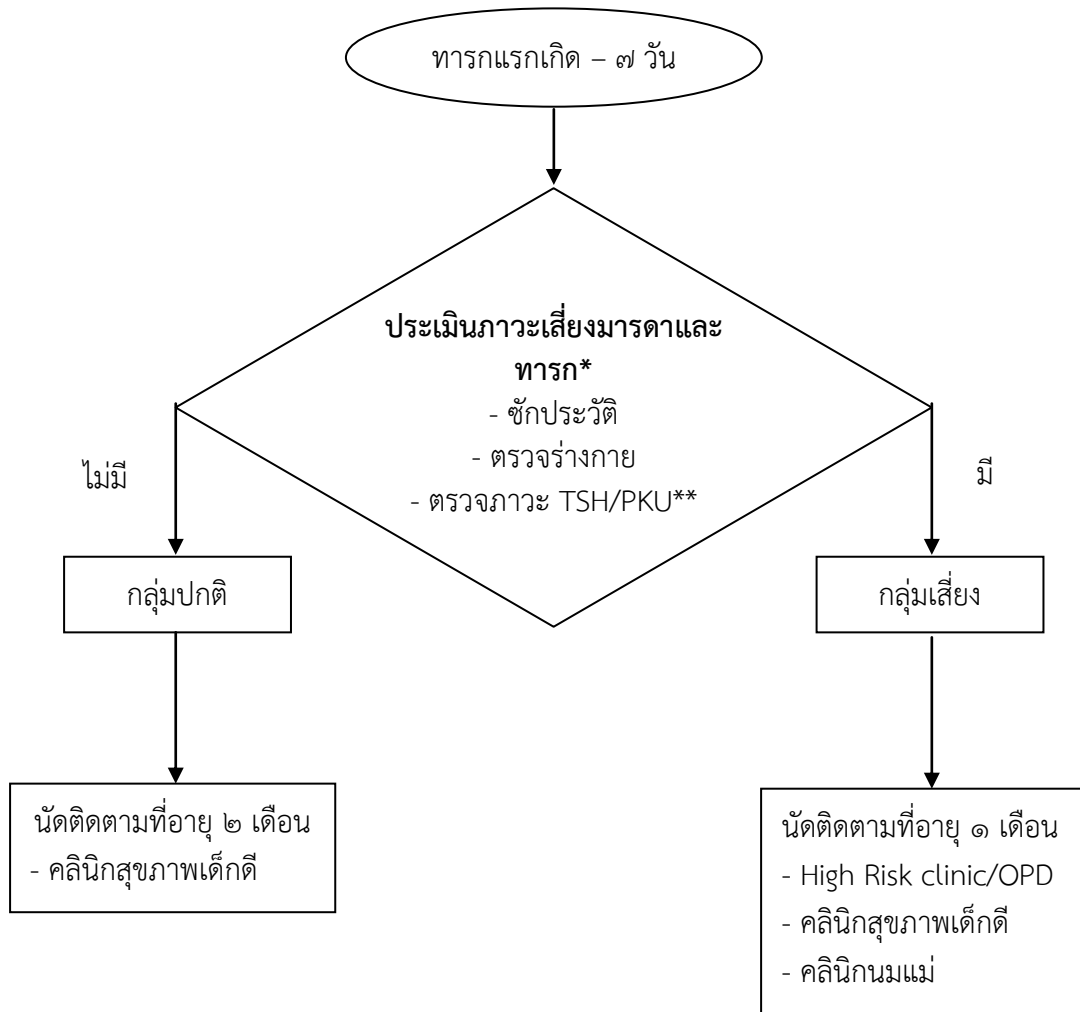 ทารกแรกเกิด – ๗ วัน
ประเมินภาวะเสี่ยงมารดาและ
ทารก*
- ซักประวัติ
- ตรวจร่างกาย
- ตรวจภาวะ TSH/PKU**
ไม่มี
มี
กลุ่มปกติ
กลุ่มเสี่ยง
นัดติดตามที่อายุ ๒ เดือน
- คลินิกสุขภาพเด็กดี
นัดติดตามที่อายุ ๑ เดือน
- High Risk clinic/OPD
- คลินิกสุขภาพเด็กดี
- คลินิกนมแม่